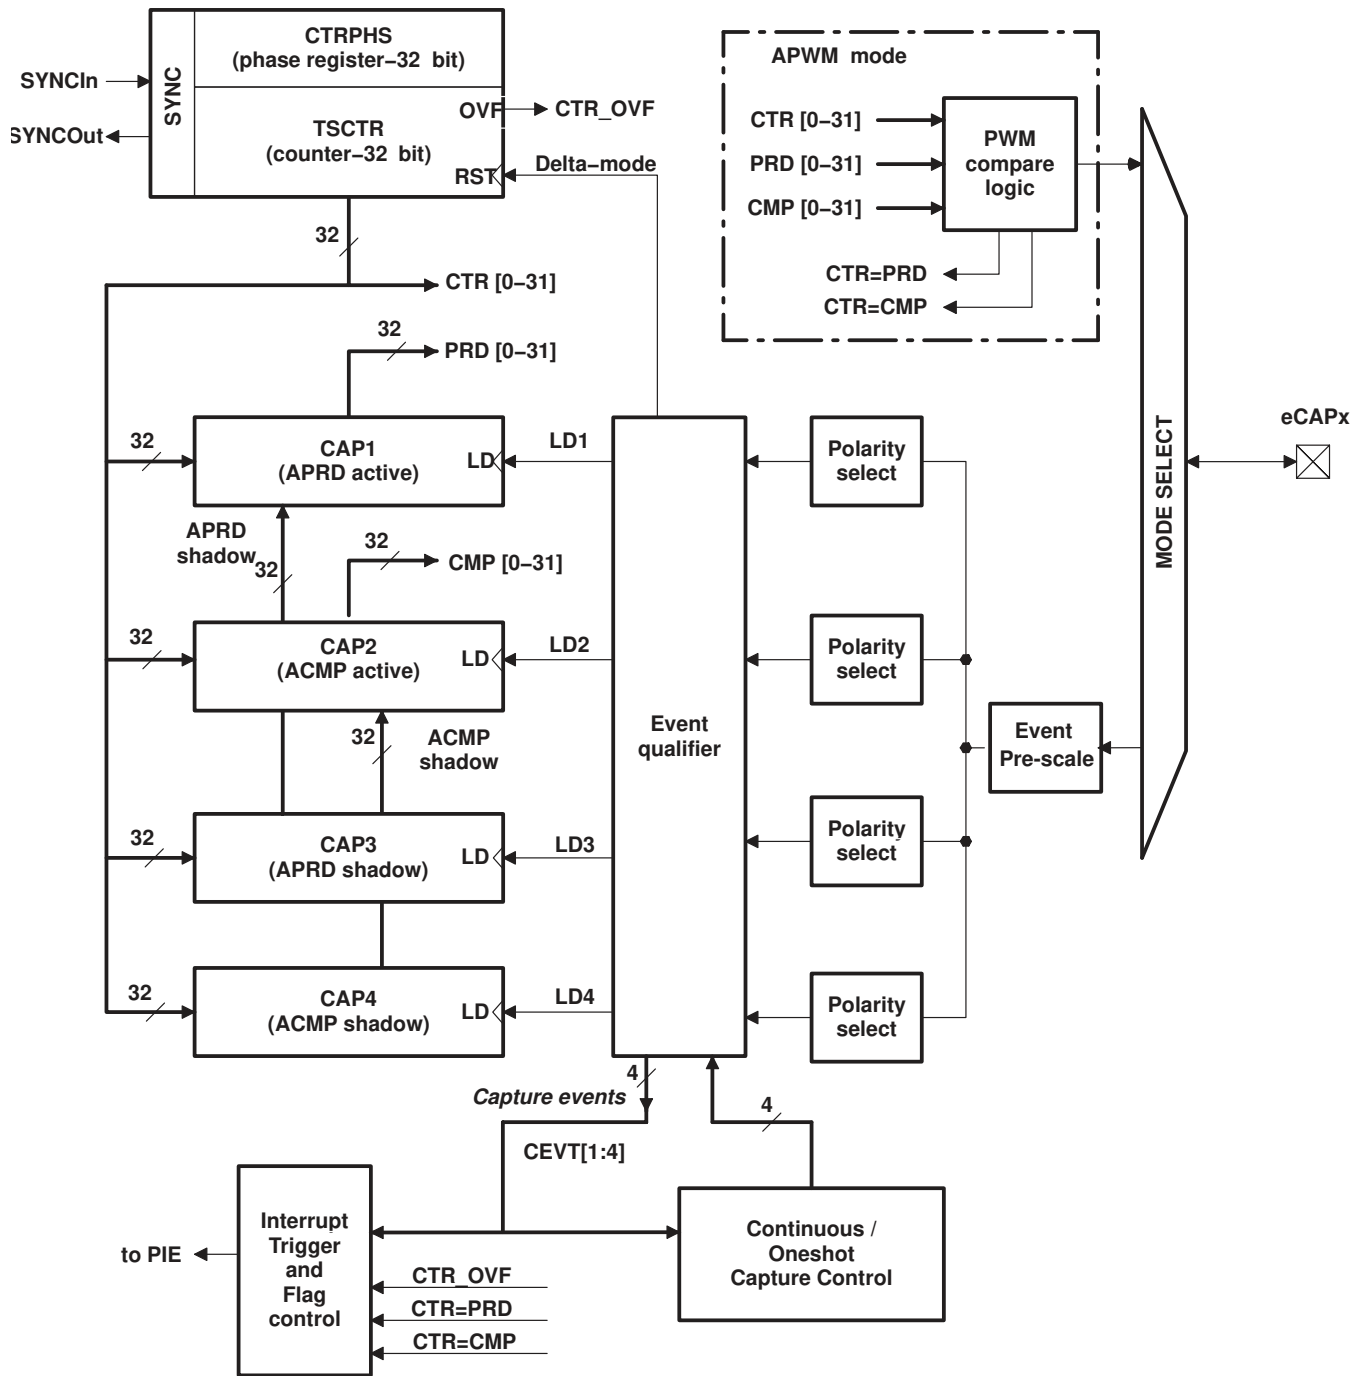 CTRPHS
(phase register−32 bit)
SYNC
SYNCIn
SYNCOut
OVF
CTR_OVF
TSCTR
(counter−32 bit)
RST
Delta−mode
32
CTR [0−31]
32
PRD [0−31]
APWM mode
CTR [0−31]
PRD [0−31]
CMP [0−31]
PWM
compare
logic
CTR=PRD
CTR=CMP
MODE SELECT
eCAPx
32
CAP1
(APRD active)
LD
LD1
Polarity
select
APRD
shadow
32
32
CMP [0−31]
32
CAP2
(ACMP active)
LD
LD2
Polarity
select
32
ACMP
shadow
Event
qualifier
Event
Pre-scale
32
CAP3
(APRD shadow)
LD
LD3
Polarity
select
32
CAP4
(ACMP shadow)
LD
LD4
Polarity
select
4
Capture events
CEVT[1:4]
4
Interrupt
Trigger
and
Flag
control
to PIE
CTR_OVF
CTR=PRD
CTR=CMP
Continuous /
Oneshot
Capture Control